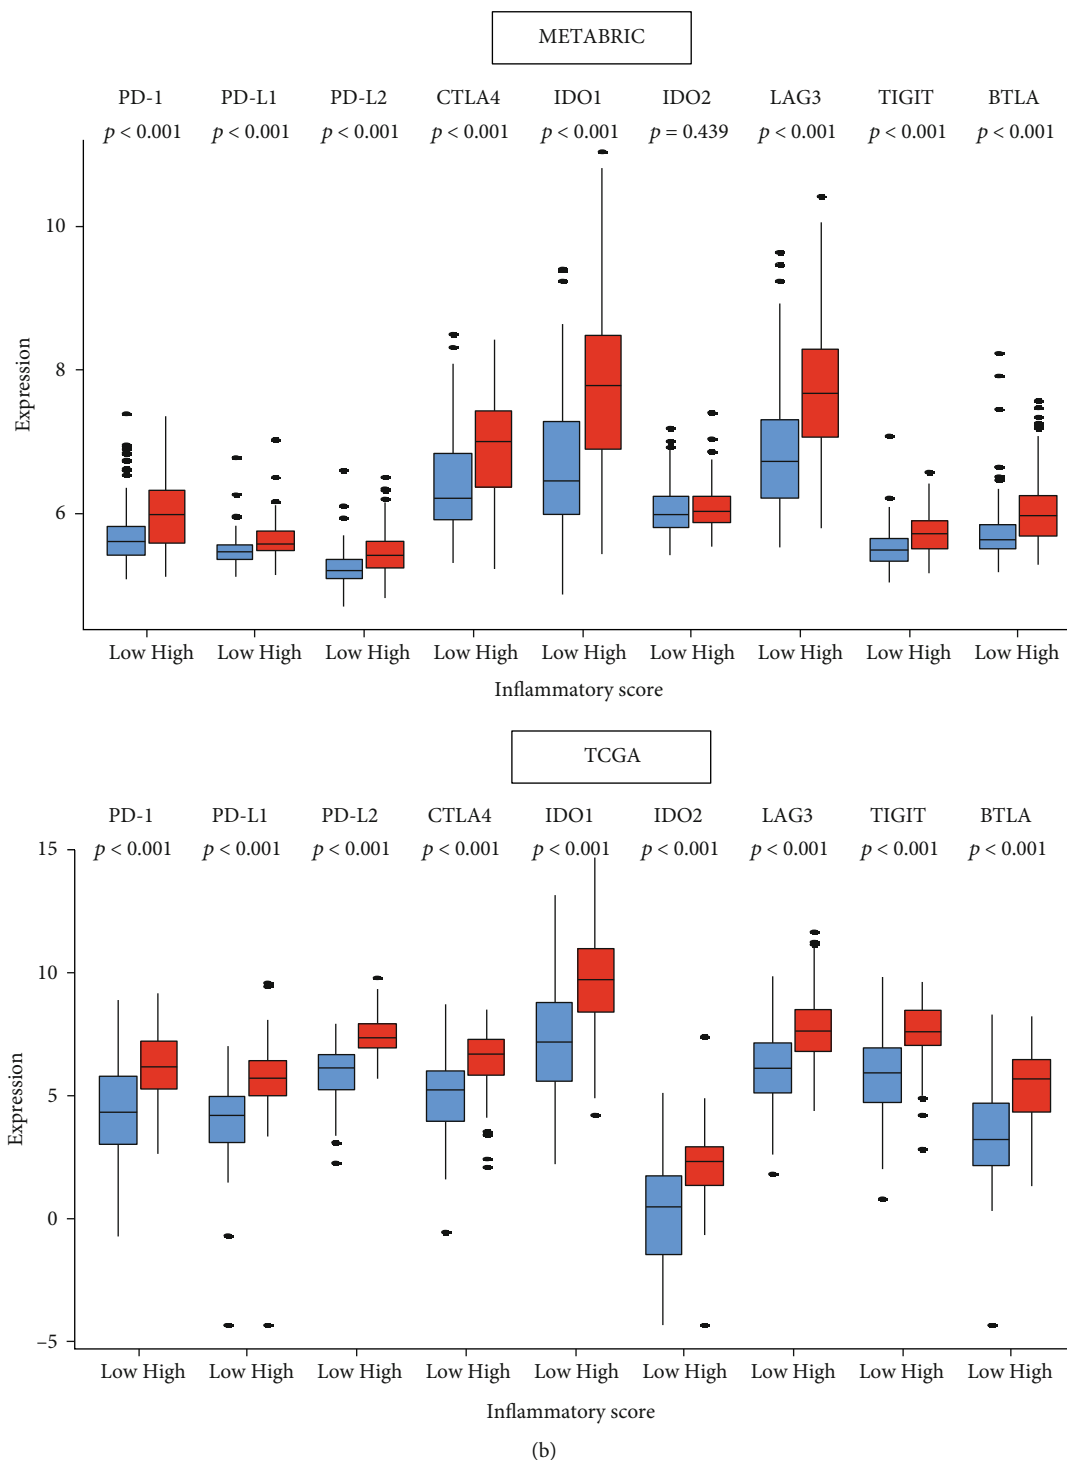 METABRIC
PD-1 PD-L1 PD-L2 CTLA4 IDO1 IDO2 LAG3 TIGIT BTLA
p < 0.001 p < 0.001 p < 0.001 p < 0.001 p < 0.001 p = 0.439 p < 0.001 p < 0.001 p < 0.001
10
8
Expression
6
Low High Low High Low High Low High Low High Low High Low High Low High Low High
Inflammatory score
TCGA
PD-1 PD-L1 PD-L2 CTLA4 IDO1 IDO2 LAG3 TIGIT BTLA
15 p < 0.001 p < 0.001 p < 0.001 p < 0.001 p < 0.001 p < 0.001 p < 0.001 p < 0.001 p < 0.001
10
Expression
5
0
–5
Low High Low High Low High Low High Low High Low High Low High Low High Low High
Inflammatory score
(b)